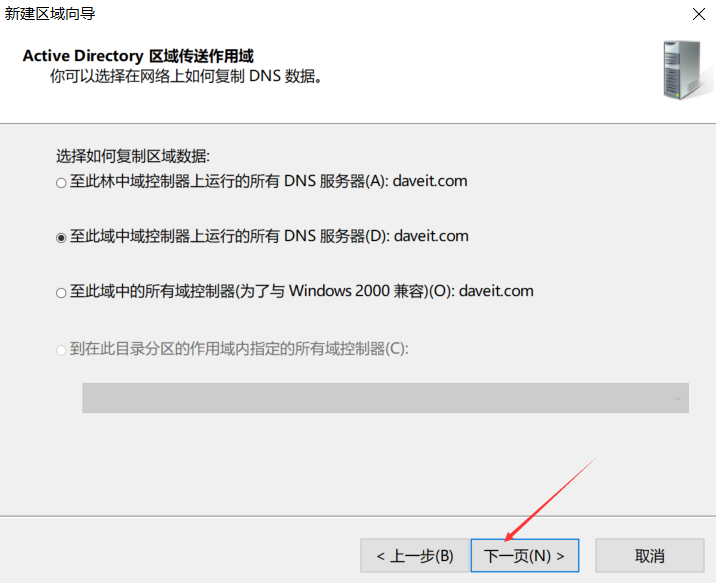 新建区域向导
Active Directory 区域传送作用域
你可以选择在网络上如何复制 DNS 数据。
选择如何复制区域数据:
至此林中域控制器上运行的所有 DNS 服务器(A): daveit.com
至此域中域控制器上运行的所有 DNS 服务器(D): daveit.com
至此域中的所有域控制器(为了与 Windows 2000 兼容)(O): daveit.com
到在此目录分区的作用域内指定的所有域控制器(C):
< 上一步(B) 下一页(N) > 取消